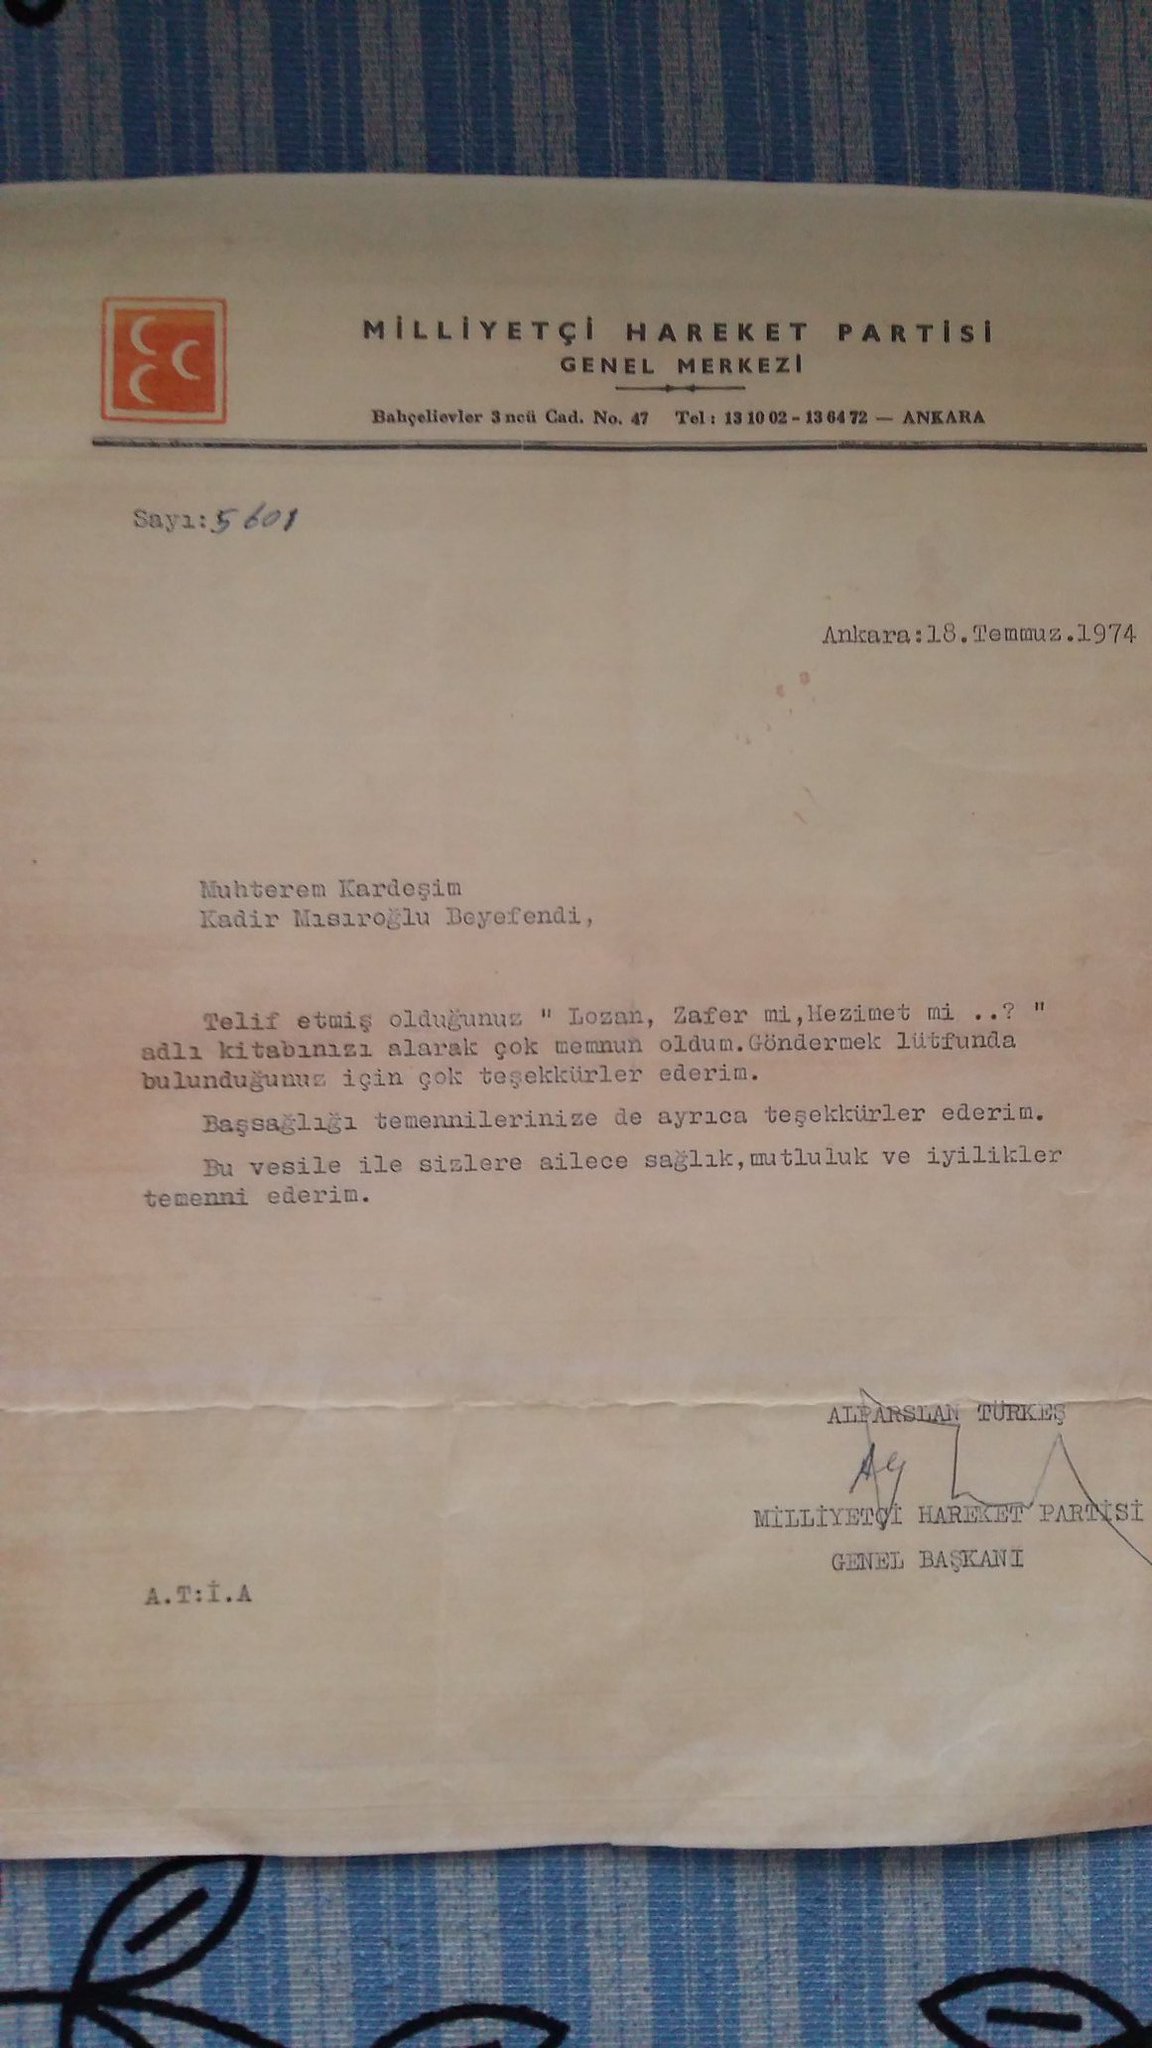 MİLLİYETÇİ HAREKET PARTİSİ
GENEL MERKEZİ
Bahçelievler 3 ncü Cad. No. 47 Tel : 13 10 02 - 13 64 72 — ANKARA
Sayı:5601
Ankara:18.Temmuz.1974
Muhterem Kardeşim
Kadir Mısıroğlu Beyefendi,
Telif etmiş olduğunuz " Lozan, Zafer mi,Hezimet mi ..? "
adlı kitabınızı alarak çok memnun oldum.Göndermek lütfunda
bulunduğunuz için çok teşekkürler ederim.
Başsağlığı temennilerinize de ayrıca teşekkürler ederim.
Bu vesile ile sizlere ailece sağlık,mutluluk ve iyilikler
temenni ederim.
ALPARSLAN TÜRKEŞ
MİLLİYETÇİ HAREKET PARTİSİ
GENEL BAŞKANI
A.T:İ.A